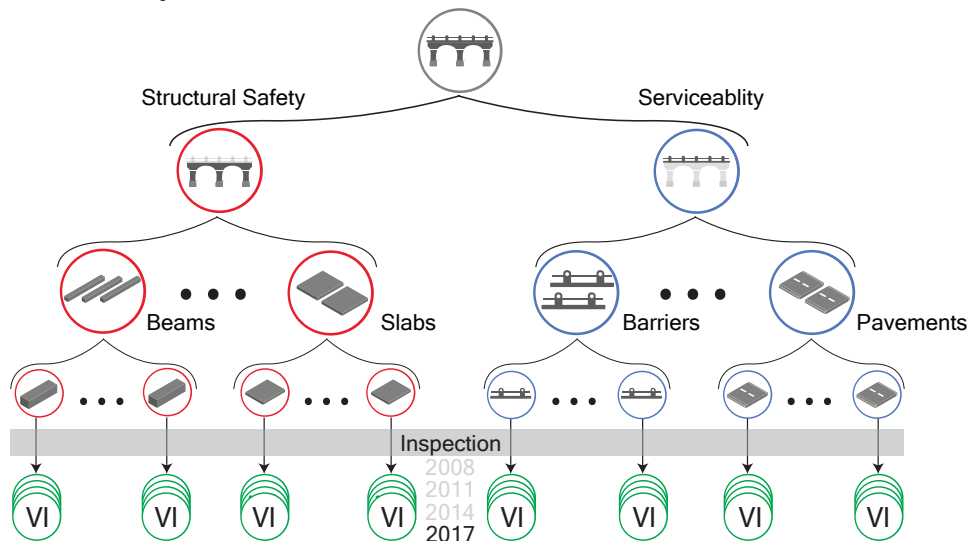 Structural Safety
Serviceablity
Beams
Slabs
Barriers
Pavements
Inspection
2008
2011
2014
2017
VI
VI
VI
VI
VI
VI
VI
VI